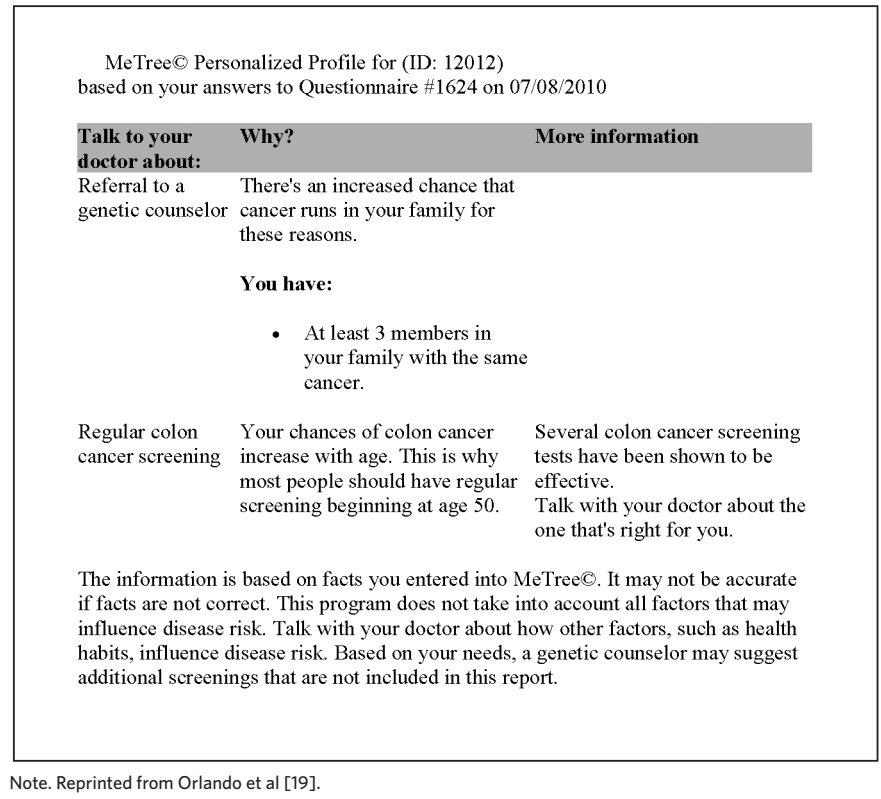 MeTree© Personalized Profile for (ID: 12012)
based on your answers to Questionnaire #1624 on 07/08/2010
Talk to your doctor about:
Why?
More information
Referral to a
genetic counselor
There's an increased chance that
cancer runs in your family for
these reasons.
You have:
• At least 3 members in
your family with the same
cancer.
Regular colon
cancer screening
Your chances of colon cancer
increase with age. This is why
most people should have regular
screening beginning at age 50.
Several colon cancer screening
tests have been shown to be
effective.
Talk with your doctor about the
one that's right for you.
The information is based on facts you entered into MeTree©. It may not be accurate
if facts are not correct. This program does not take into account all factors that may
influence disease risk. Talk with your doctor about how other factors, such as health
habits, influence disease risk. Based on your needs, a genetic counselor may suggest
additional screenings that are not included in this report.
Note. Reprinted from Orlando et al [19].